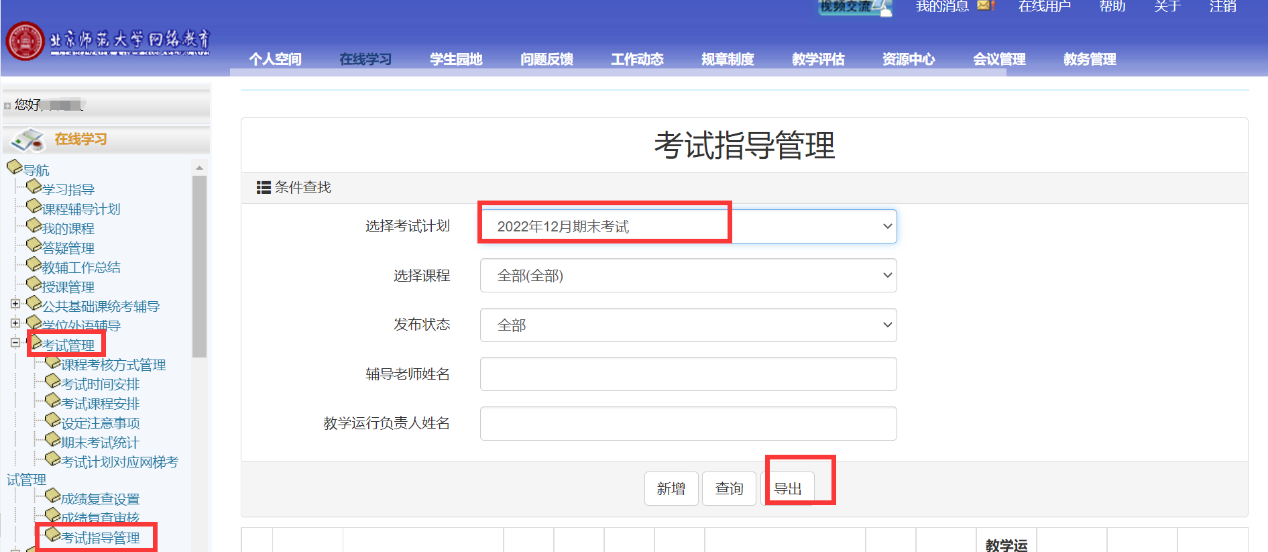 视频交流
我的消息 在线用户 帮助 关于 注销
北京师范大学网络教育
个人空间 在线学习 学生园地 问题反馈 工作动态 规章制度 教学评估 资源中心 会议管理 教务管理
您好
在线学习
导航
学习指导
课程辅导计划
我的课程
答疑管理
教辅工作总结
授课管理
公共基础课统考辅导
学位外语辅导
考试管理
课程考核方式管理
考试时间安排
考试课程安排
设定注意事项
期末考试统计
考试计划对应网梯考
试管理
成绩复查设置
成绩复查审核
考试指导管理
考试指导管理
条件查找
选择考试计划 2022年12月期末考试
选择课程 全部(全部)
发布状态 全部
辅导老师姓名
教学运行负责人姓名
新增 查询 导出
教学运